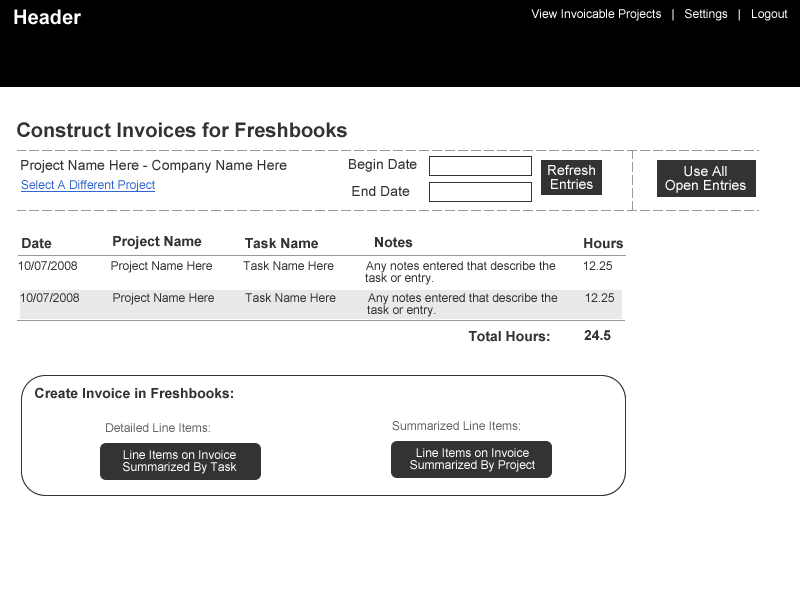 Header
View Invoicable Projects | Settings | Logout
Construct Invoices for Freshbooks
Project Name Here - Company Name Here
Select A Different Project
Begin Date
End Date
Refresh
Entries
Use All
Open Entries
Date Project Name Task Name Notes Hours
10/07/2008 Project Name Here Task Name Here Any notes entered that describe the 12.25
task or entry.
10/07/2008 Project Name Here Task Name Here Any notes entered that describe the 12.25
task or entry.
Total Hours: 24.5
Create Invoice in Freshbooks:
Detailed Line Items:
Line Items on Invoice
Summarized By Task
Summarized Line Items:
Line Items on Invoice
Summarized By Project